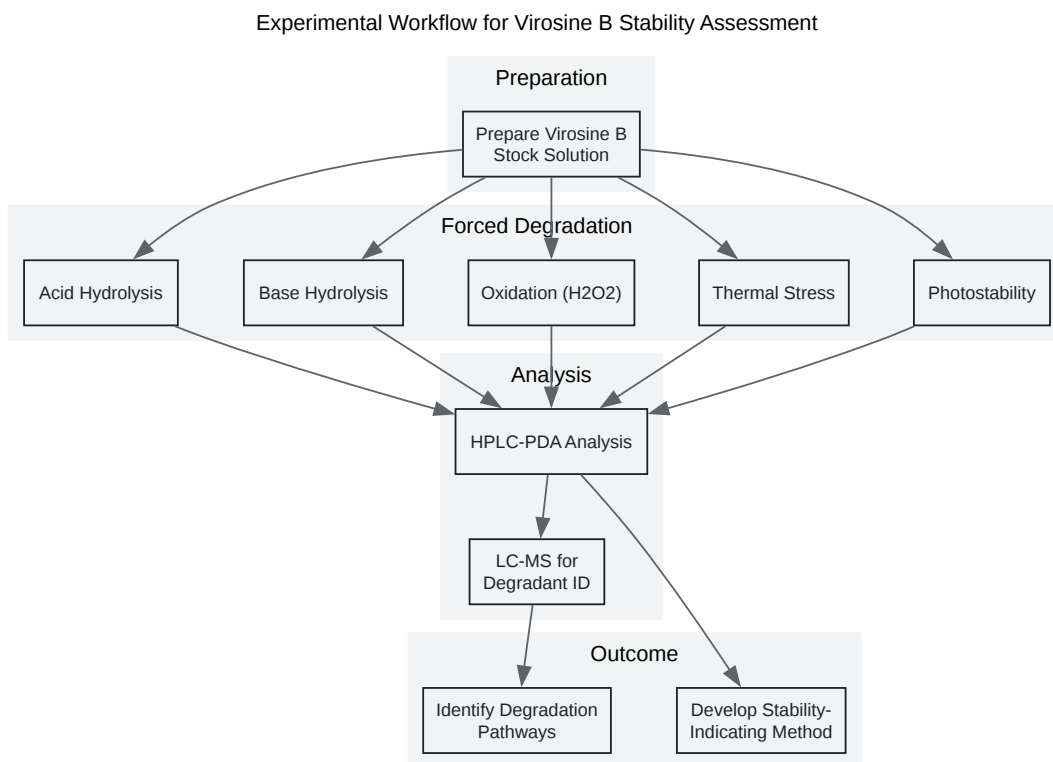 Experimental Workflow for Virosine B Stability Assessment
Preparation
Prepare Virosine B
Stock Solution
Forced Degradation
Acid Hydrolysis
Base Hydrolysis
Oxidation (H2O2)
Thermal Stress
Photostability
Analysis
HPLC-PDA Analysis
LC-MS for
Degradant ID
Outcome
Identify Degradation
Pathways
Develop Stability-
Indicating Method